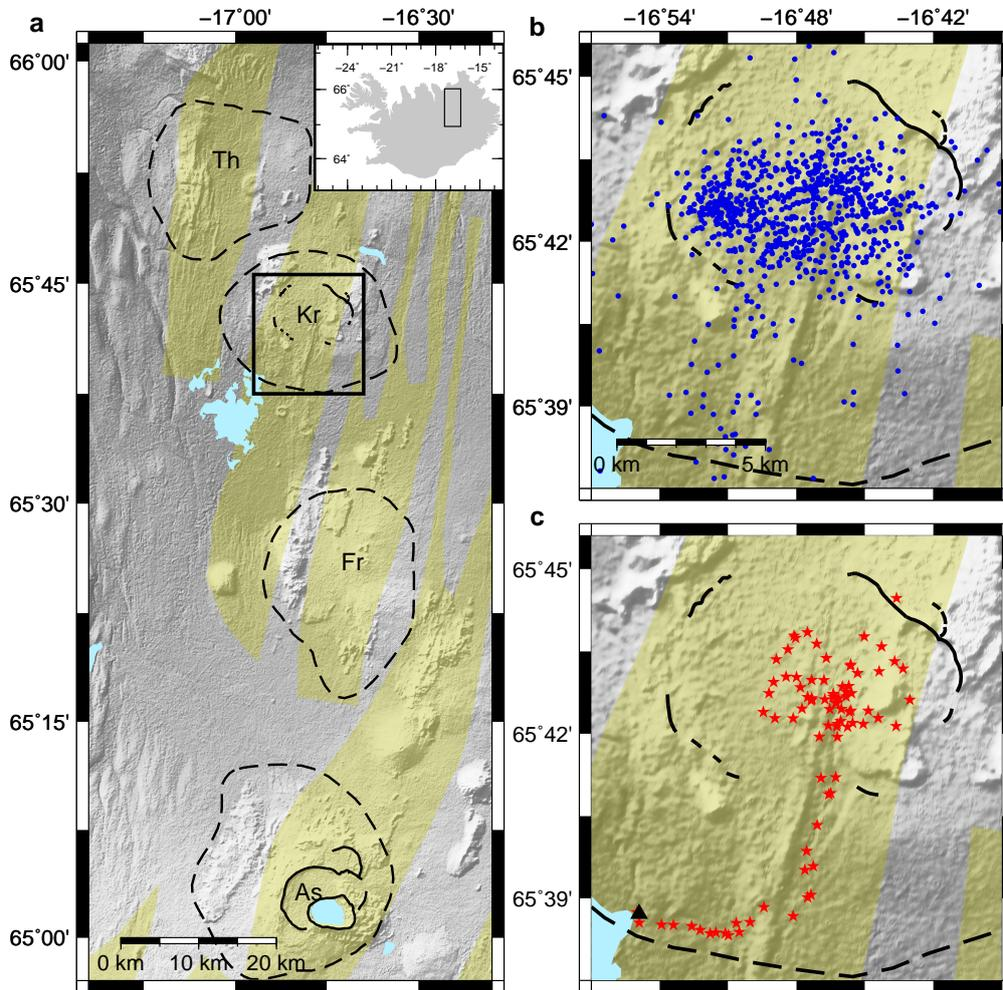 a
−17°00'
−16°30'
66°00'
65°45'
65°30'
65°15'
65°00'
−24°
−21°
−18°
−15°
66°
64°
Th
Kr
Fr
As
0 km
10 km
20 km
b
−16°54'
−16°48'
−16°42'
65°45'
65°42'
65°39'
0 km
5 km
c
65°45'
65°42'
65°39'